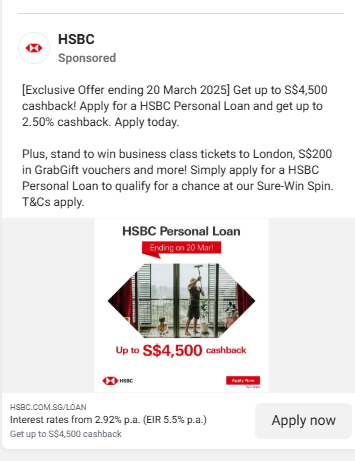 HSBC
Sponsored
[Exclusive Offer ending 20 March 2025] Get up to S$4,500
cashback! Apply for a HSBC Personal Loan and get up to
2.50% cashback. Apply today.
Plus, stand to win business class tickets to London, S$200
in GrabGift vouchers and more! Simply apply for a HSBC
Personal Loan to qualify for a chance at our Sure-Win Spin.
T&Cs apply.
HSBC Personal Loan
Ending on 20 Mar!
Up to S$4,500 cashback
HSBC
Apply Now
HSBC.COM.SG/LOAN
Interest rates from 2.92% p.a. (EIR 5.5% p.a.)
Get up to S$4,500 cashback
Apply now